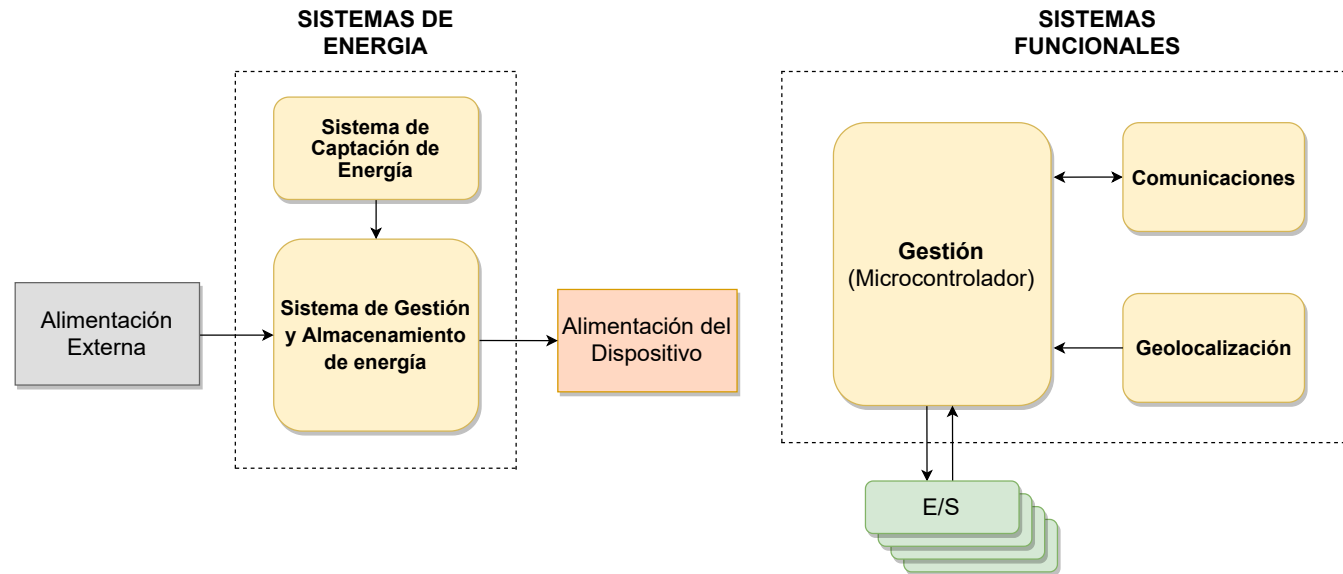 SISTEMAS DE
ENERGIA
Sistema de
Captación de
Energía
Sistema de Gestión
y Almacenamiento
de energía
Alimentación
Externa
Alimentación del
Dispositivo
SISTEMAS
FUNCIONALES
Gestión
(Microcontrolador)
Comunicaciones
Geolocalización
E/S